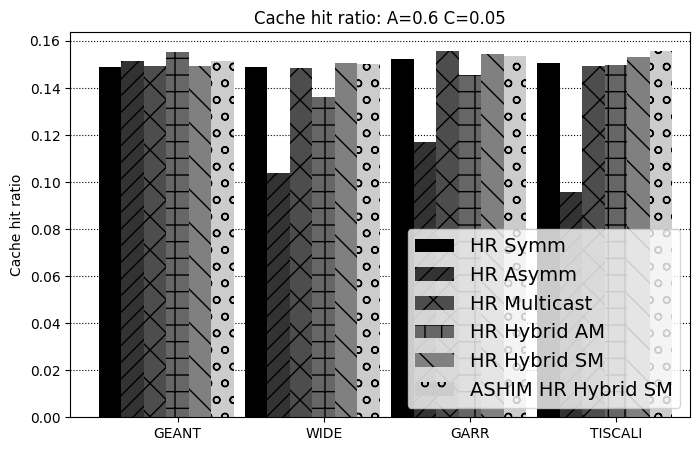 Cache hit ratio: A=0.6 C=0.05
Cache hit ratio
0.16
0.14
0.12
0.10
0.08
0.06
0.04
0.02
0.00
HR Symm
HR Asymm
HR Multicast
HR Hybrid AM
HR Hybrid SM
ASHIM HR Hybrid SM
GEANT WIDE GARR TISCALI